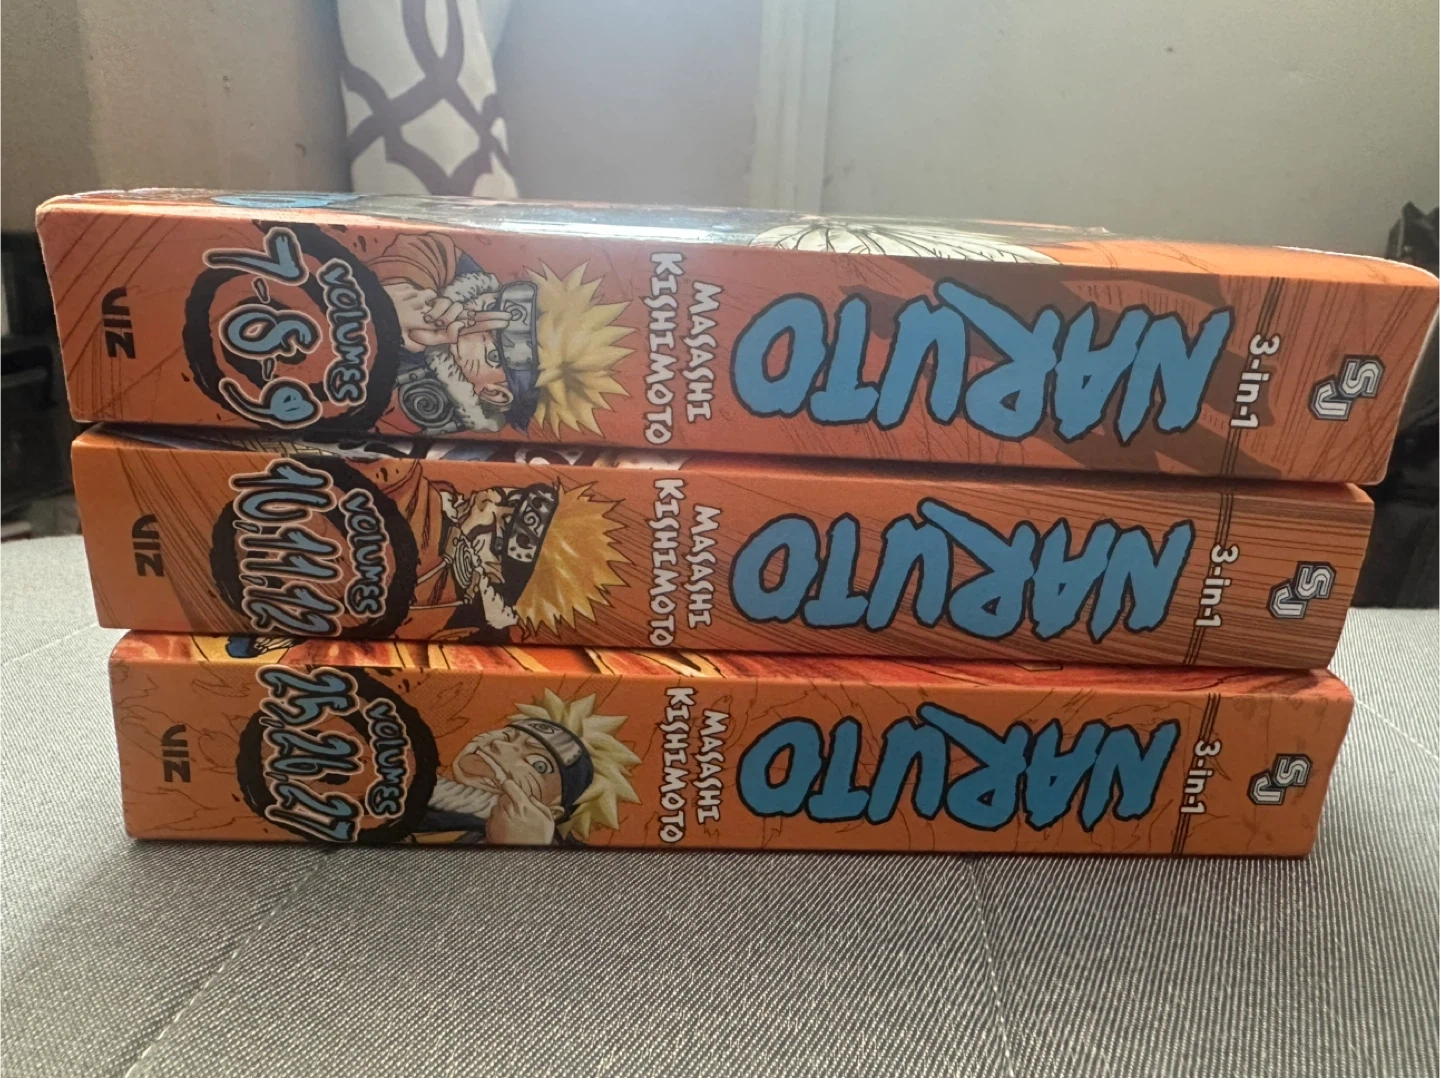 SJ
3-in-1
NARUTO
MASASHI
KISHIMOTO
VOLUMES
7-8-9
VIZ
SJ
3-in-1
NARUTO
MASASHI
KISHIMOTO
VOLUMES
10,11,12
VIZ
SJ
3-in-1
NARUTO
MASASHI
KISHIMOTO
VOLUMES
25,26,27
VIZ